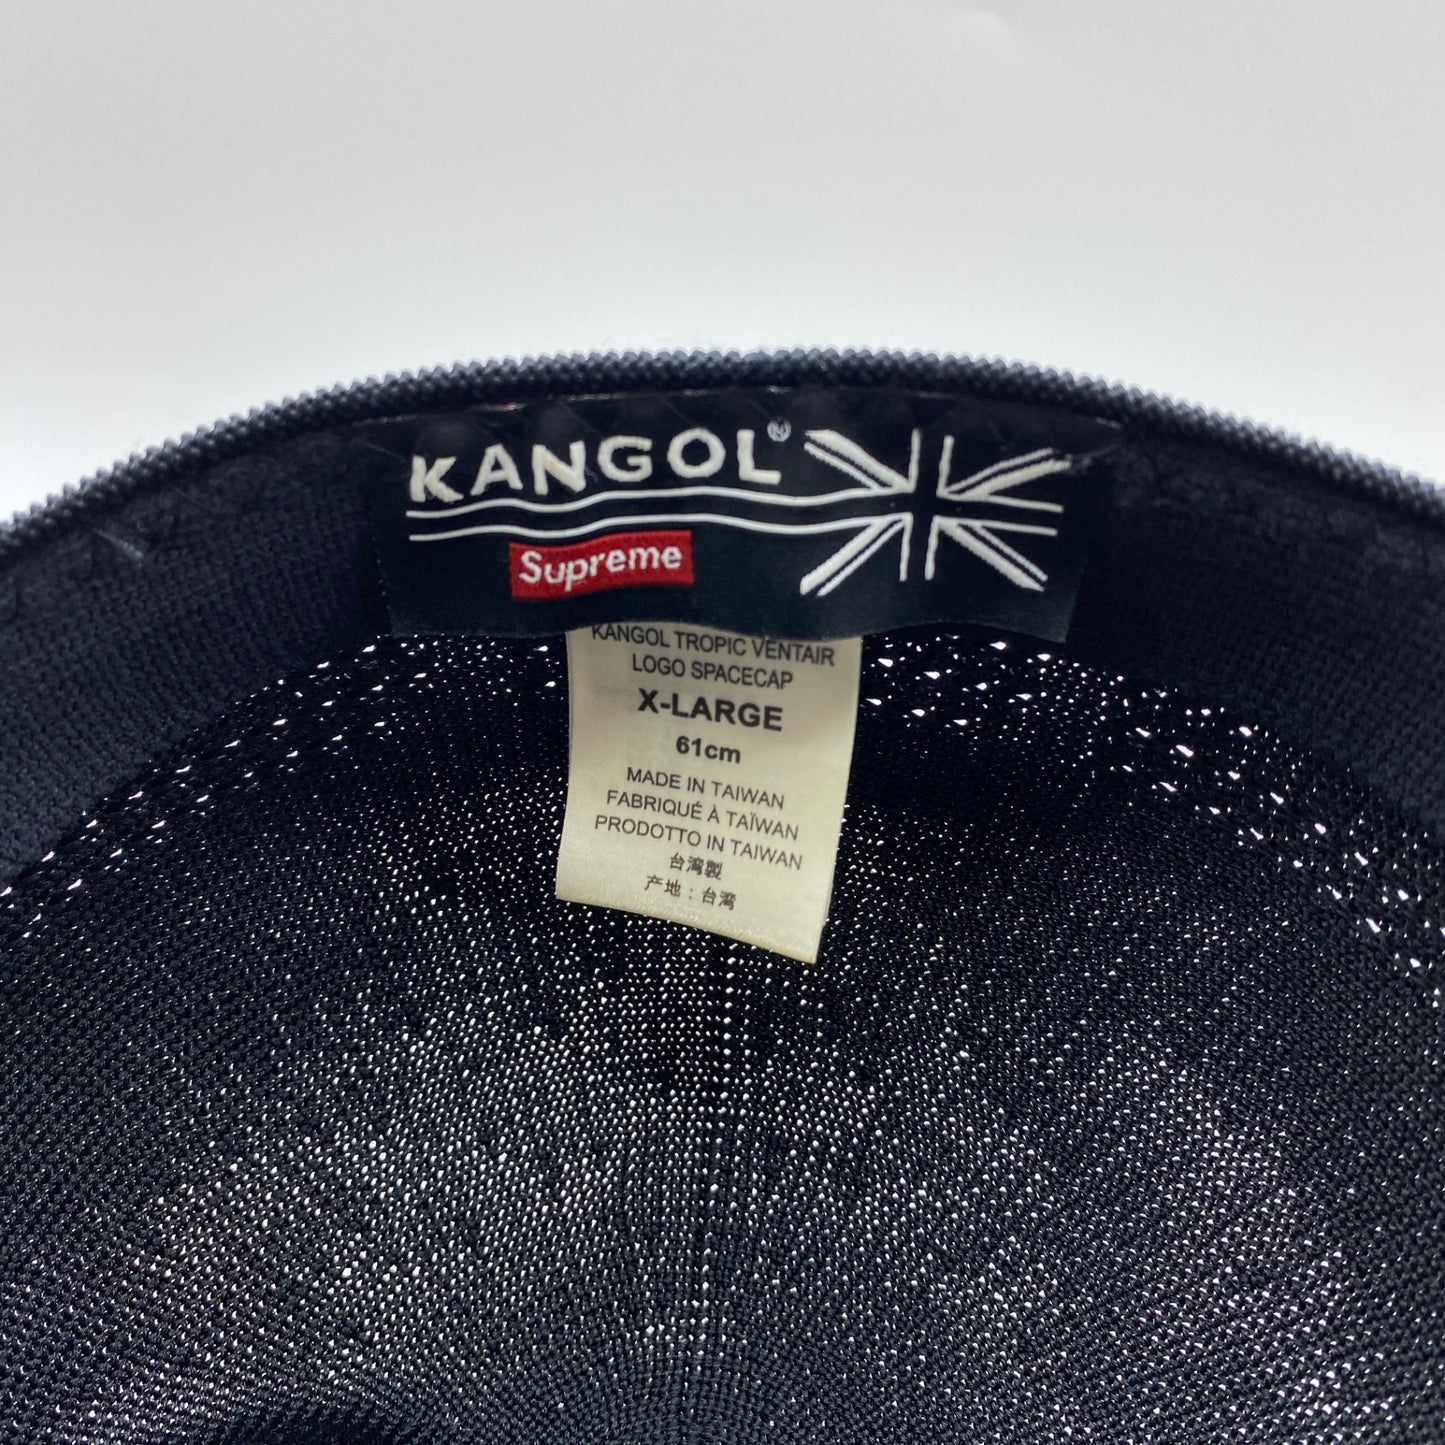 KANGOL®
Supreme
KANGOL TROPIC VENTAIR
LOGO SPACECAP
X-LARGE
61cm
MADE IN TAIWAN
FABRIQUÉ À TAÏWAN
PRODOTTO IN TAIWAN
台湾製
产地：台湾